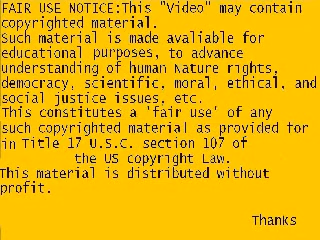 FAIR USE NOTICE:This "Video" may contain
copyrighted material.
Such material is made avaliable for
educational purposes, to advance
understanding of human Nature rights,
democracy, scientific, moral, ethical, and
social justice issues, etc.
This constitutes a 'fair use' of any
such copyrighted material as provided for
in Title 17 U.S.C. section 107 of
the US copyright Law.
This material is distributed without
profit.
Thanks